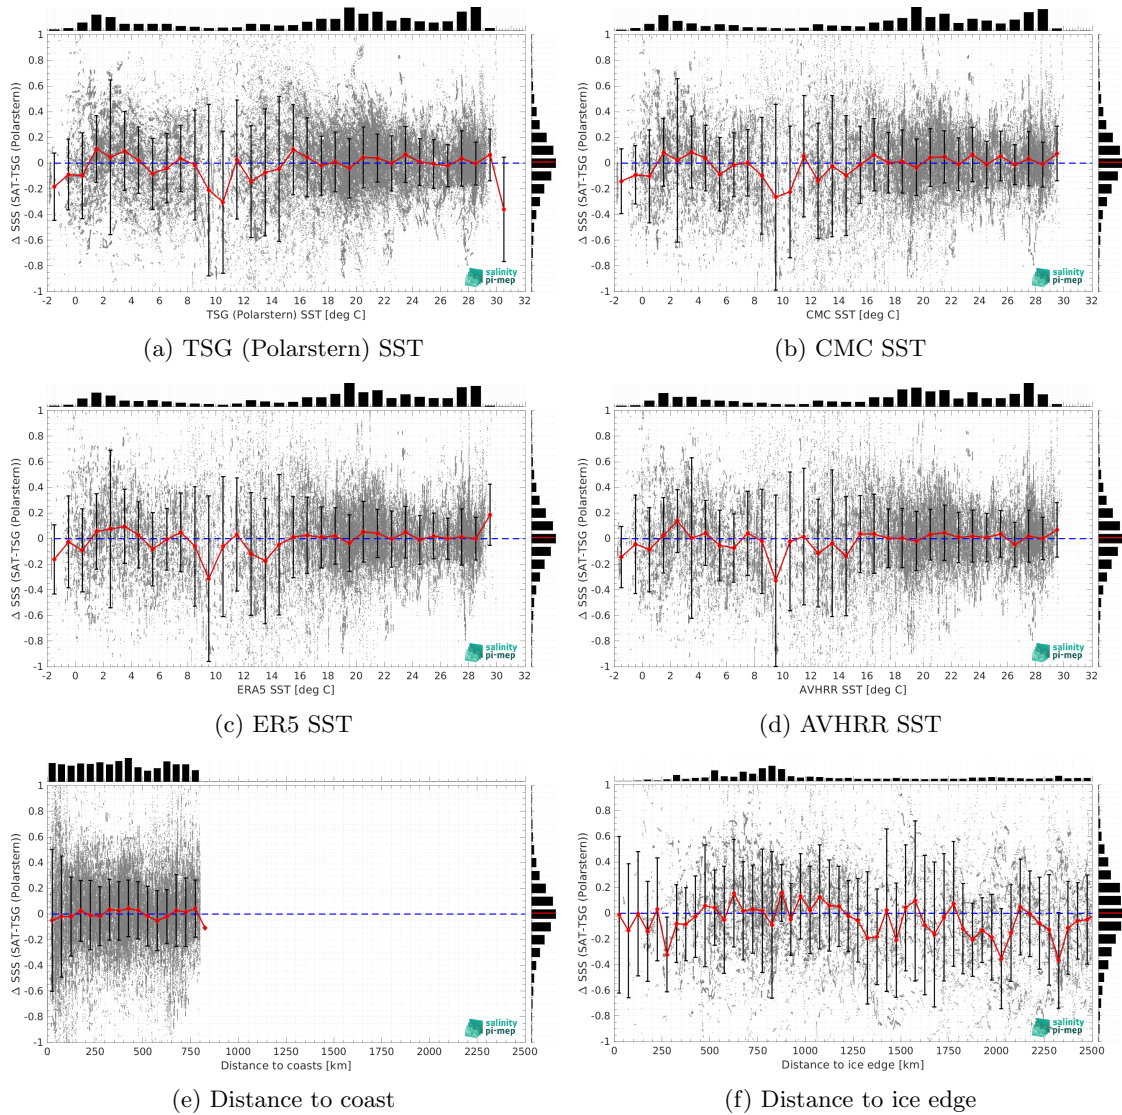 1
0.8
0.6
0.4
0.2
0
-0.2
-0.4
-0.6
-0.8
-1
Δ SSS (SAT-TSG (Polarstern))
salinity
pi-mep
-2 0 2 4 6 8 10 12 14 16 18 20 22 24 26 28 30 32
TSG (Polarstern) SST [deg C]
(a) TSG (Polarstern) SST
1
0.8
0.6
0.4
0.2
0
-0.2
-0.4
-0.6
-0.8
-1
Δ SSS (SAT-TSG (Polarstern))
salinity
pi-mep
-2 0 2 4 6 8 10 12 14 16 18 20 22 24 26 28 30 32
CMC SST [deg C]
(b) CMC SST
1
0.8
0.6
0.4
0.2
0
-0.2
-0.4
-0.6
-0.8
-1
Δ SSS (SAT-TSG (Polarstern))
salinity
pi-mep
-2 0 2 4 6 8 10 12 14 16 18 20 22 24 26 28 30 32
ERA5 SST [deg C]
(c) ER5 SST
1
0.8
0.6
0.4
0.2
0
-0.2
-0.4
-0.6
-0.8
-1
Δ SSS (SAT-TSG (Polarstern))
salinity
pi-mep
-2 0 2 4 6 8 10 12 14 16 18 20 22 24 26 28 30 32
AVHRR SST [deg C]
(d) AVHRR SST
1
0.8
0.6
0.4
0.2
0
-0.2
-0.4
-0.6
-0.8
-1
Δ SSS (SAT-TSG (Polarstern))
salinity
pi-mep
0 250 500 750 1000 1250 1500 1750 2000 2250 2500
Distance to coasts [km]
(e) Distance to coast
1
0.8
0.6
0.4
0.2
0
-0.2
-0.4
-0.6
-0.8
-1
Δ SSS (SAT-TSG (Polarstern))
salinity
pi-mep
0 250 500 750 1000 1250 1500 1750 2000 2250 2500
Distance to ice edge [km]
(f) Distance to ice edge